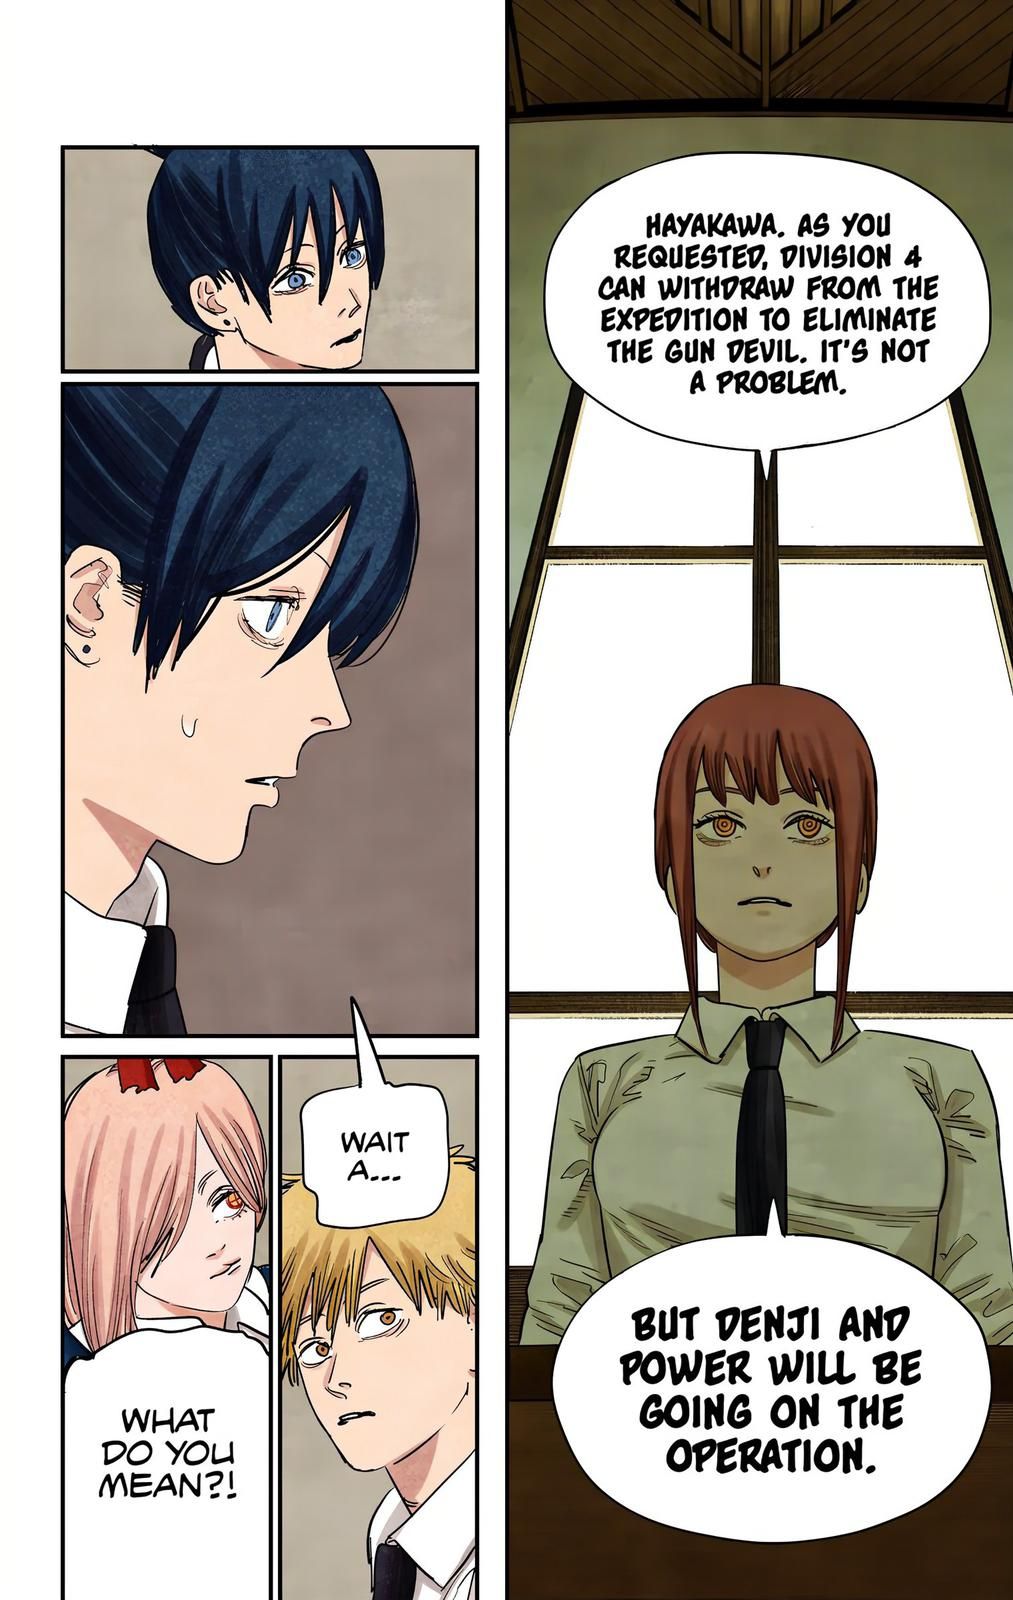 HAYAKAWA. AS YOU
REQUESTED, DIVISION 4
CAN WITHDRAW FROM THE
EXPEDITION TO ELIMINATE
THE GUN DEVIL. IT'S NOT
A PROBLEM.
BUT DENJI AND
POWER WILL BE
GOING ON THE
OPERATION.
WAIT
A...
WHAT
DO YOU
MEAN?!